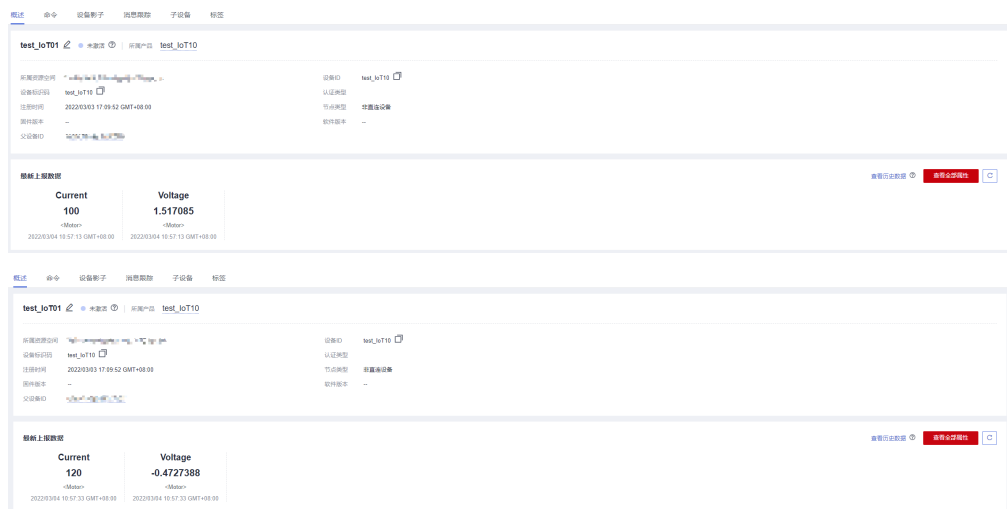 概述 命令 设备影子 消息跟踪 子设备 标签
test_IoT01 未激活 所属产品 test_IoT10
所属资源空间 设备ID test_IoT10
设备标识码 test_IoT10 认证类型
注册时间 2022/03/03 17:09:52 GMT+08:00 节点类型 非直连设备
固件版本 -- 软件版本 --
父设备ID
最新上报数据 查看历史数据 查看全部属性
Current Voltage
100 1.517085
<Motor> <Motor>
2022/03/04 10:57:13 GMT+08:00 2022/03/04 10:57:13 GMT+08:00
概述 命令 设备影子 消息跟踪 子设备 标签
test_IoT01 未激活 所属产品 test_IoT10
所属资源空间 设备ID test_IoT10
设备标识码 test_IoT10 认证类型
注册时间 2022/03/03 17:09:52 GMT+08:00 节点类型 非直连设备
固件版本 -- 软件版本 --
父设备ID
最新上报数据 查看历史数据 查看全部属性
Current Voltage
120 -0.4727388
<Motor> <Motor>
2022/03/04 10:57:33 GMT+08:00 2022/03/04 10:57:33 GMT+08:00